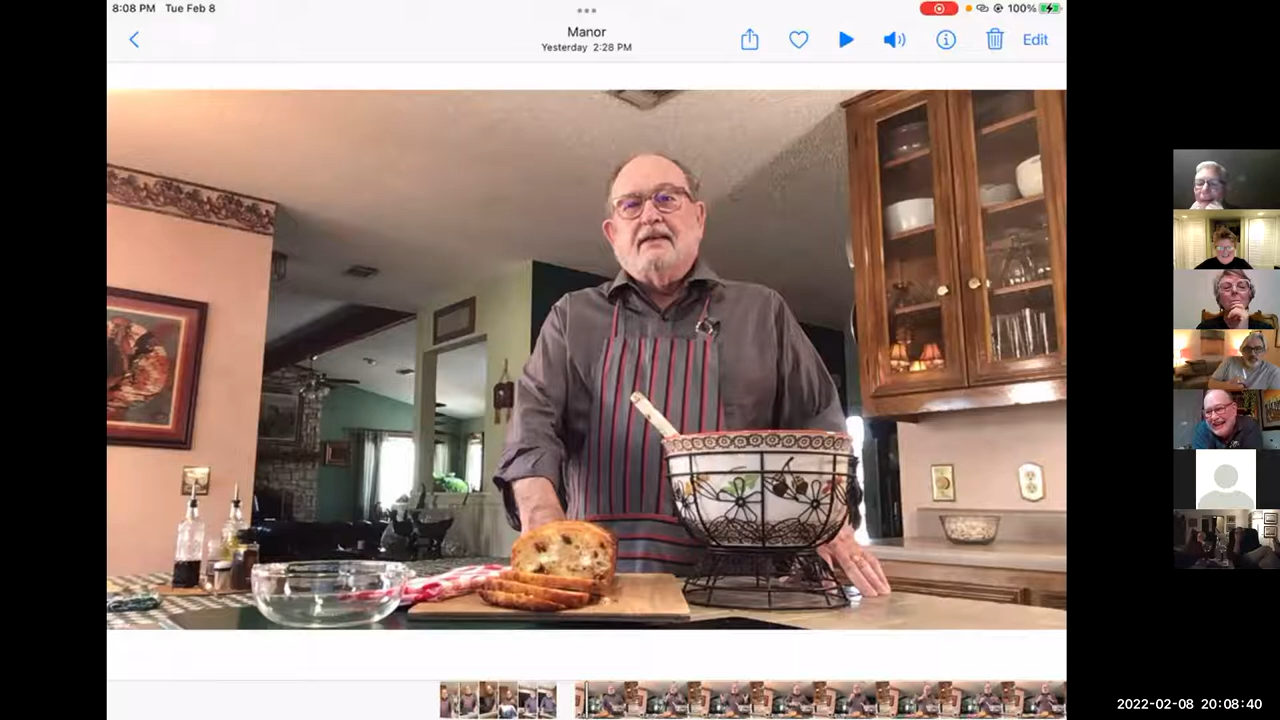 8:08 PM Tue Feb 8
100%
Manor
Yesterday 2:28 PM
Edit
2022-02-08 20:08:40